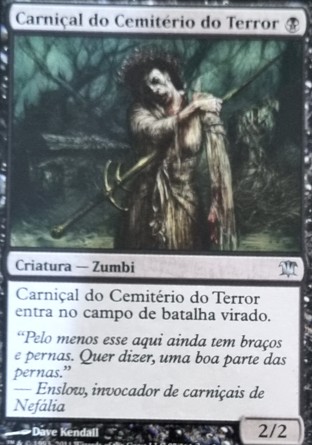 Carniçal do Cemitério do Terror
Criatura — Zumbi
Carniçal do Cemitério do Terror
entra no campo de batalha virado.
“Pelo menos esse aqui ainda tem braços
e pernas. Quer dizer, uma boa parte das
pernas.”
— Enslow, invocador de carniçais de
Nefália
Dave Kendall
2/2